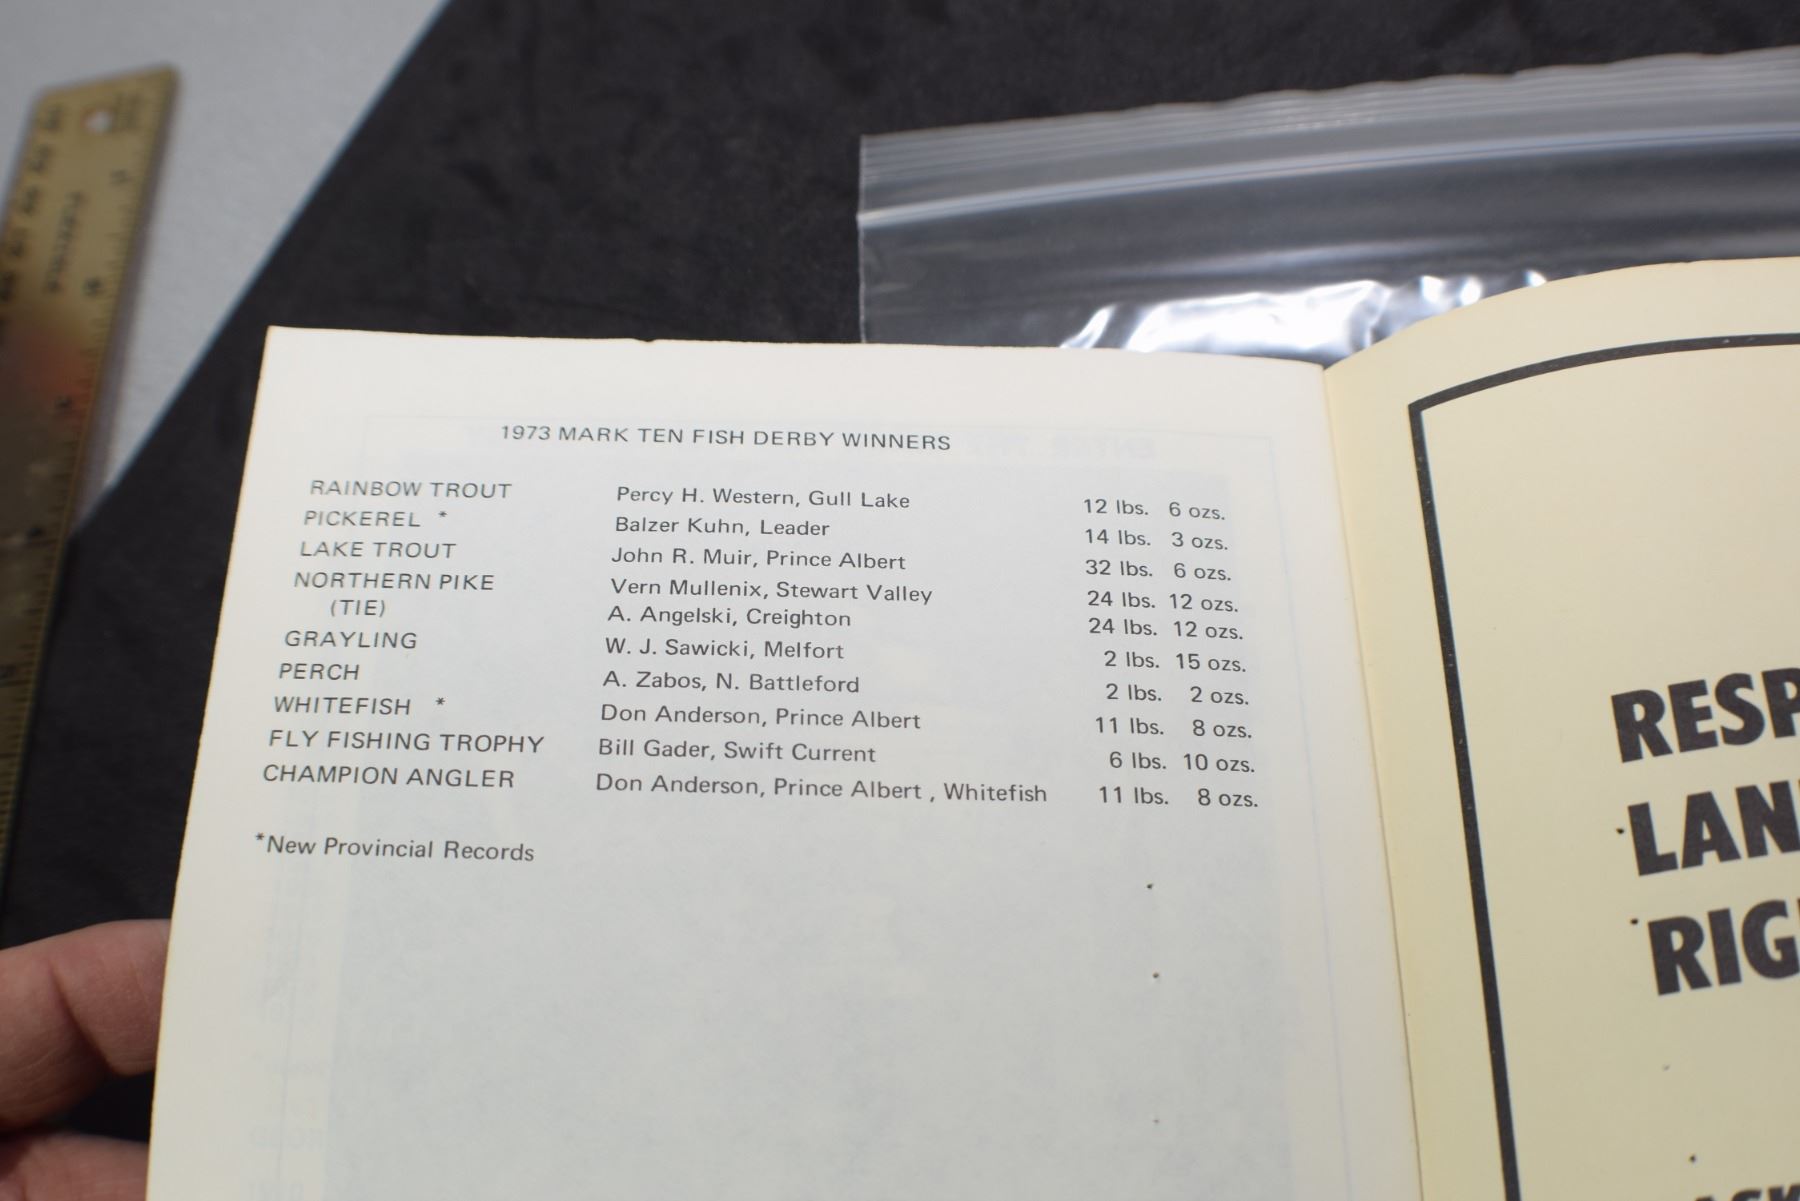 1973 MARK TEN FISH DERBY WINNERS
RAINBOW TROUT Percy H. Western, Gull Lake 12 lbs. 6 ozs.
PICKEREL * Balzer Kuhn, Leader 14 lbs. 3 ozs.
LAKE TROUT John R. Muir, Prince Albert 32 lbs. 6 ozs.
NORTHERN PIKE Vern Mullenix, Stewart Valley 24 lbs. 12 ozs.
(TIE) A. Angelski, Creighton 24 lbs. 12 ozs.
GRAYLING W. J. Sawicki, Melfort 2 lbs. 15 ozs.
PERCH A. Zabos, N. Battleford 2 lbs. 2 ozs.
WHITEFISH * Don Anderson, Prince Albert 11 lbs. 8 ozs.
FLY FISHING TROPHY Bill Gader, Swift Current 6 lbs. 10 ozs.
CHAMPION ANGLER Don Anderson, Prince Albert , Whitefish 11 lbs. 8 ozs.
*New Provincial Records
RESP
LAN
RIG